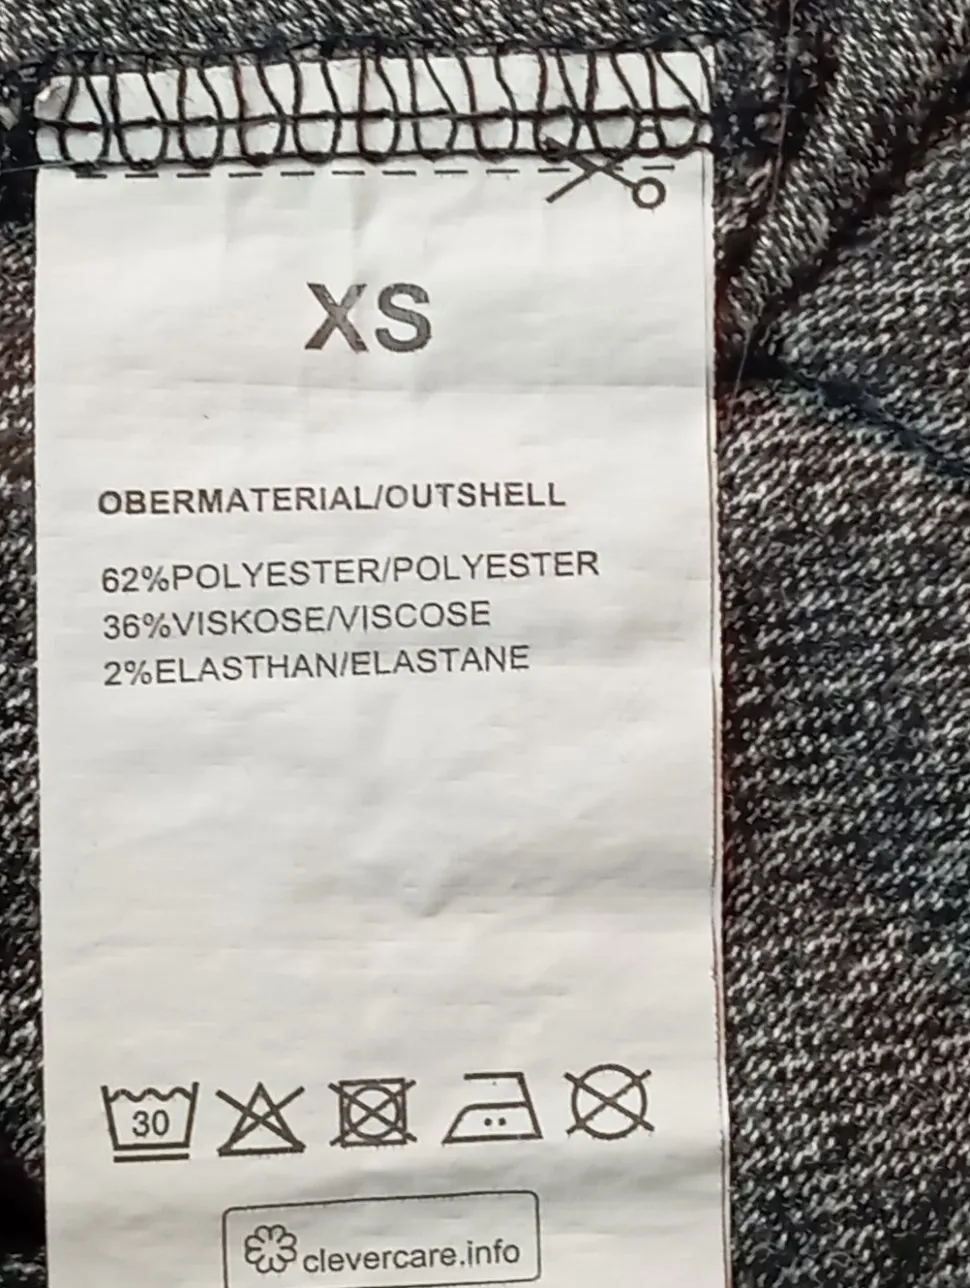 XS
OBERMATERIAL/OUTSHELL
62%POLYESTER/POLYESTER
36%VISKOSE/VISCOSE
2%ELASTHAN/ELASTANE
30
clevercare.info